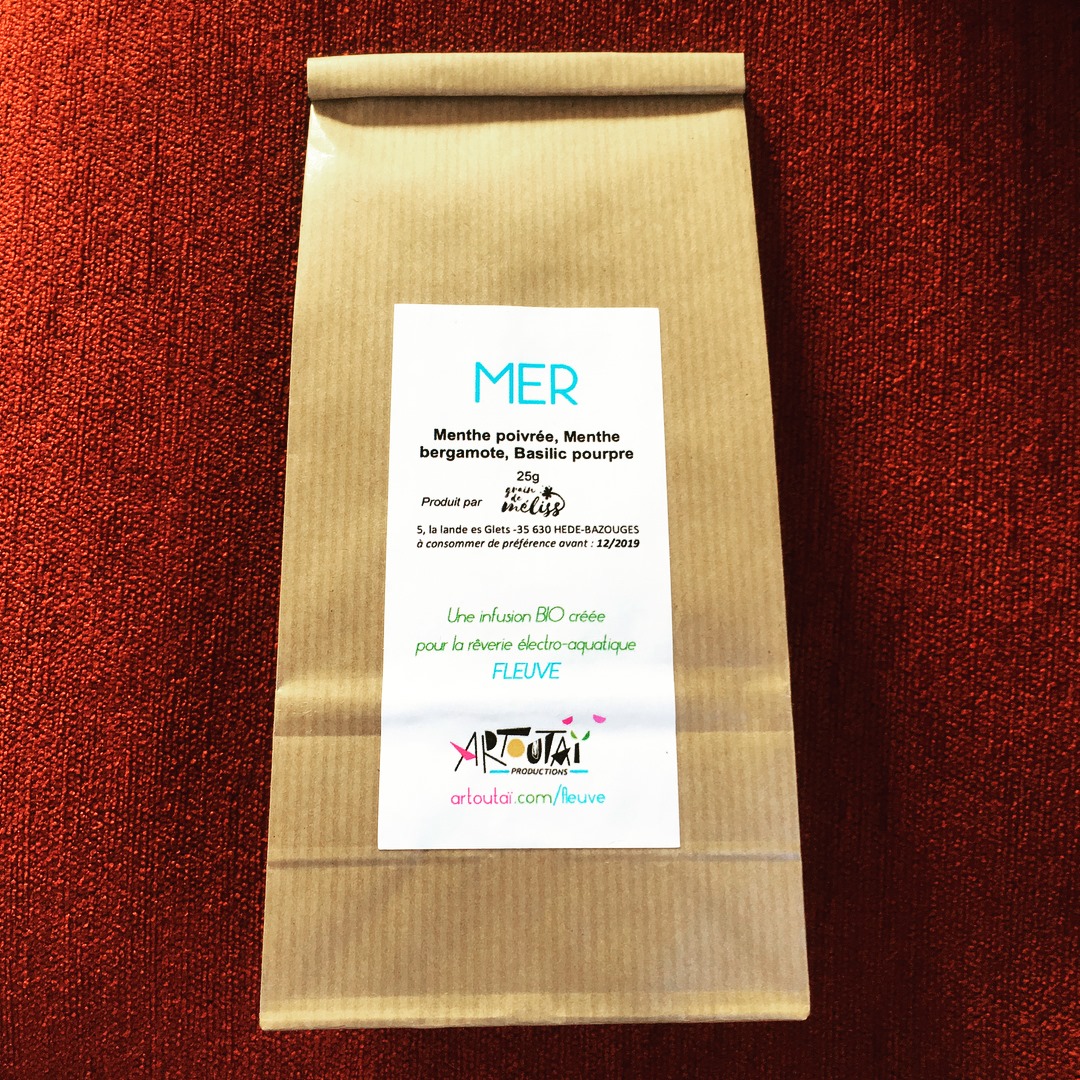 MER
Menthe poivrée, Menthe
bergamote, Basilic pourpre
25g
Produit par grain de méliss
5, la lande es Glets -35 630 HEDE-BAZOUGES
à consommer de préférence avant : 12/2019
Une infusion BIO créée
pour la rêverie électro-aquatique
FLEUVE
ARTOUTAÏ
PRODUCTIONS
artoutaï.com/fleuve